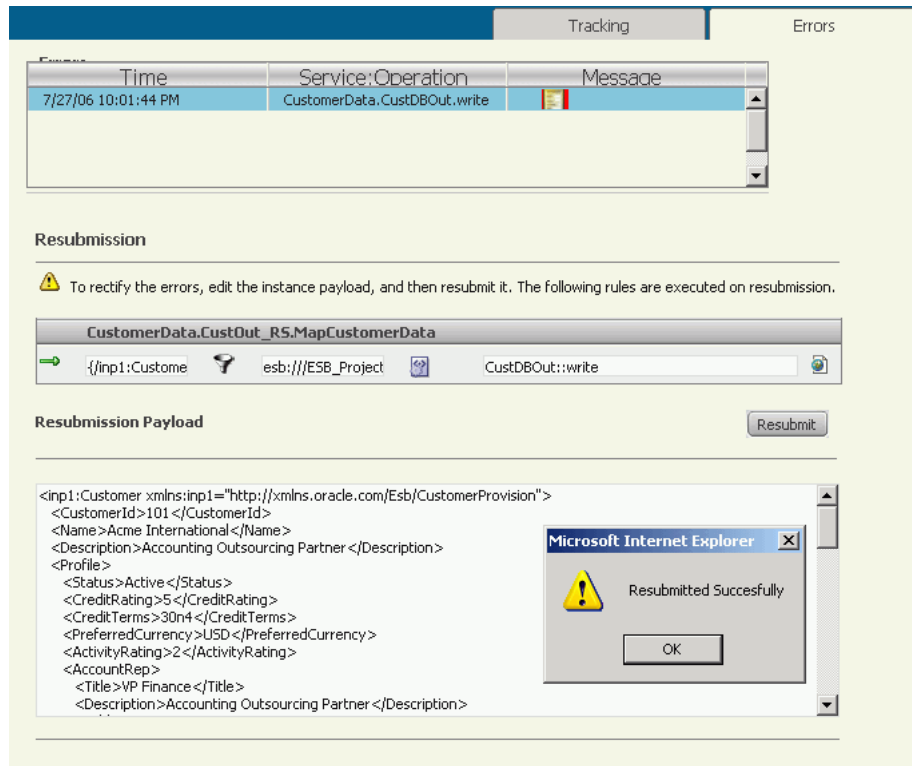 Tracking
Errors
Errors
Time Service:Operation Message
7/27/06 10:01:44 PM CustomerData.CustDBOut.write
Resubmission
To rectify the errors, edit the instance payload, and then resubmit it. The following rules are executed on resubmission.
CustomerData.CustOut_RS.MapCustomerData
{/inp1:Custome esb:///ESB_Project CustDBOut::write
Resubmission Payload
Resubmit
<inp1:Customer xmlns:inp1="http://xmlns.oracle.com/Esb/CustomerProvision">
<CustomerId>101</CustomerId>
<Name>Acme International</Name>
<Description>Accounting Outsourcing Partner</Description>
<Profile>
<Status>Active</Status>
<CreditRating>5</CreditRating>
<CreditTerms>30n4</CreditTerms>
<PreferredCurrency>USD</PreferredCurrency>
<ActivityRating>2</ActivityRating>
<AccountRep>
<Title>VP Finance</Title>
<Description>Accounting Outsourcing Partner</Description>
Microsoft Internet Explorer
Resubmitted Succesfully
OK